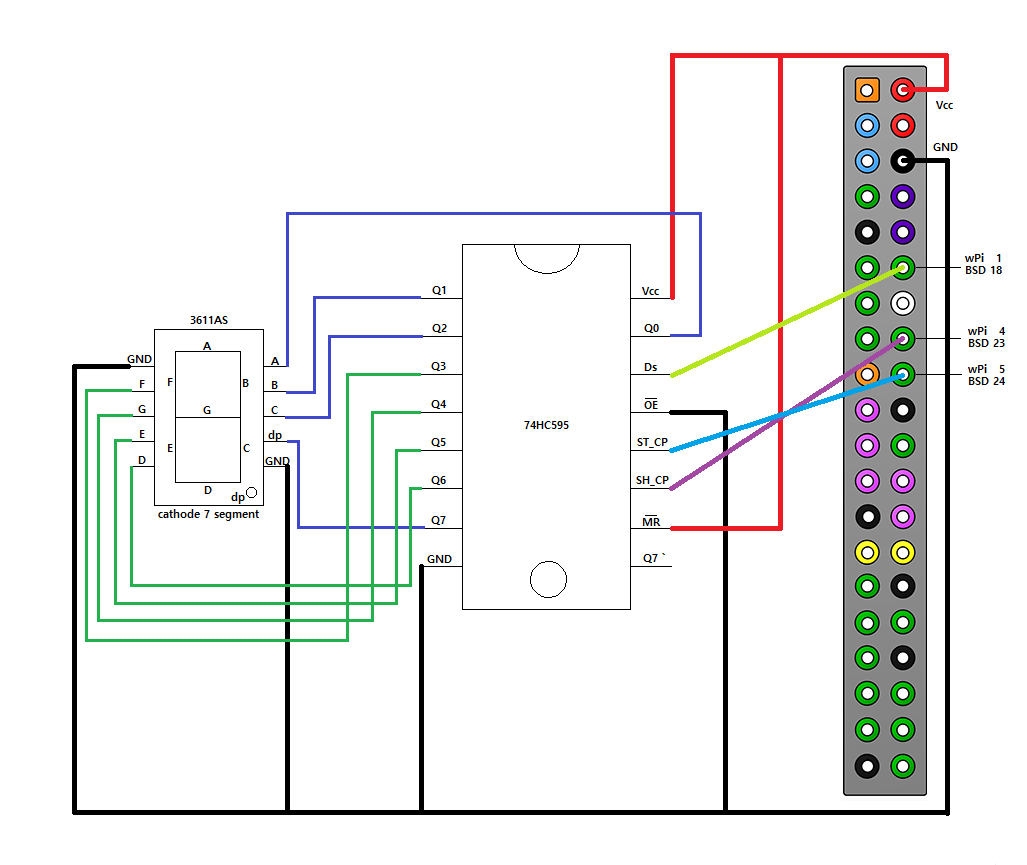 Vcc
GND
wPi 1
BSD 18
wPi 4
BSD 23
wPi 5
BSD 24
3611AS
GND
F
G
E
D
A
F
B
G
E
C
D
dp
A
B
C
dp
GND
cathode 7 segment
Q1
Q2
Q3
Q4
Q5
Q6
Q7
GND
74HC595
Vcc
Q0
Ds
OE
ST_CP
SH_CP
MR
Q7 `